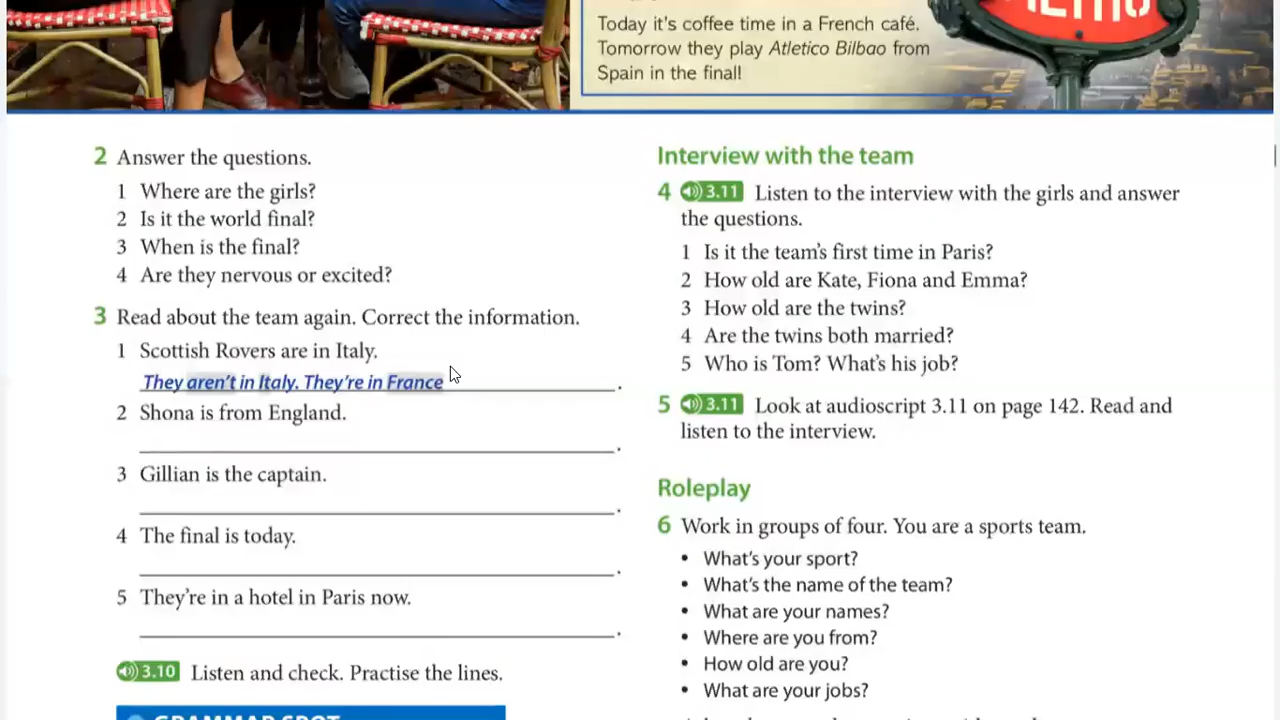 METRO
Today it's coffee time in a French café.
Tomorrow they play Atletico Bilbao from
Spain in the final!
2 Answer the questions.
1 Where are the girls?
2 Is it the world final?
3 When is the final?
4 Are they nervous or excited?
3 Read about the team again. Correct the information.
1 Scottish Rovers are in Italy.
They aren't in Italy. They're in France.
2 Shona is from England.
3 Gillian is the captain.
4 The final is today.
5 They're in a hotel in Paris now.
3.10 Listen and check. Practise the lines.
GRAMMAR SPOT
Interview with the team
4 3.11 Listen to the interview with the girls and answer
the questions.
1 Is it the team's first time in Paris?
2 How old are Kate, Fiona and Emma?
3 How old are the twins?
4 Are the twins both married?
5 Who is Tom? What's his job?
5 3.11 Look at audioscript 3.11 on page 142. Read and
listen to the interview.
Roleplay
6 Work in groups of four. You are a sports team.
• What's your sport?
• What's the name of the team?
• What are your names?
• Where are you from?
• How old are you?
• What are your jobs?